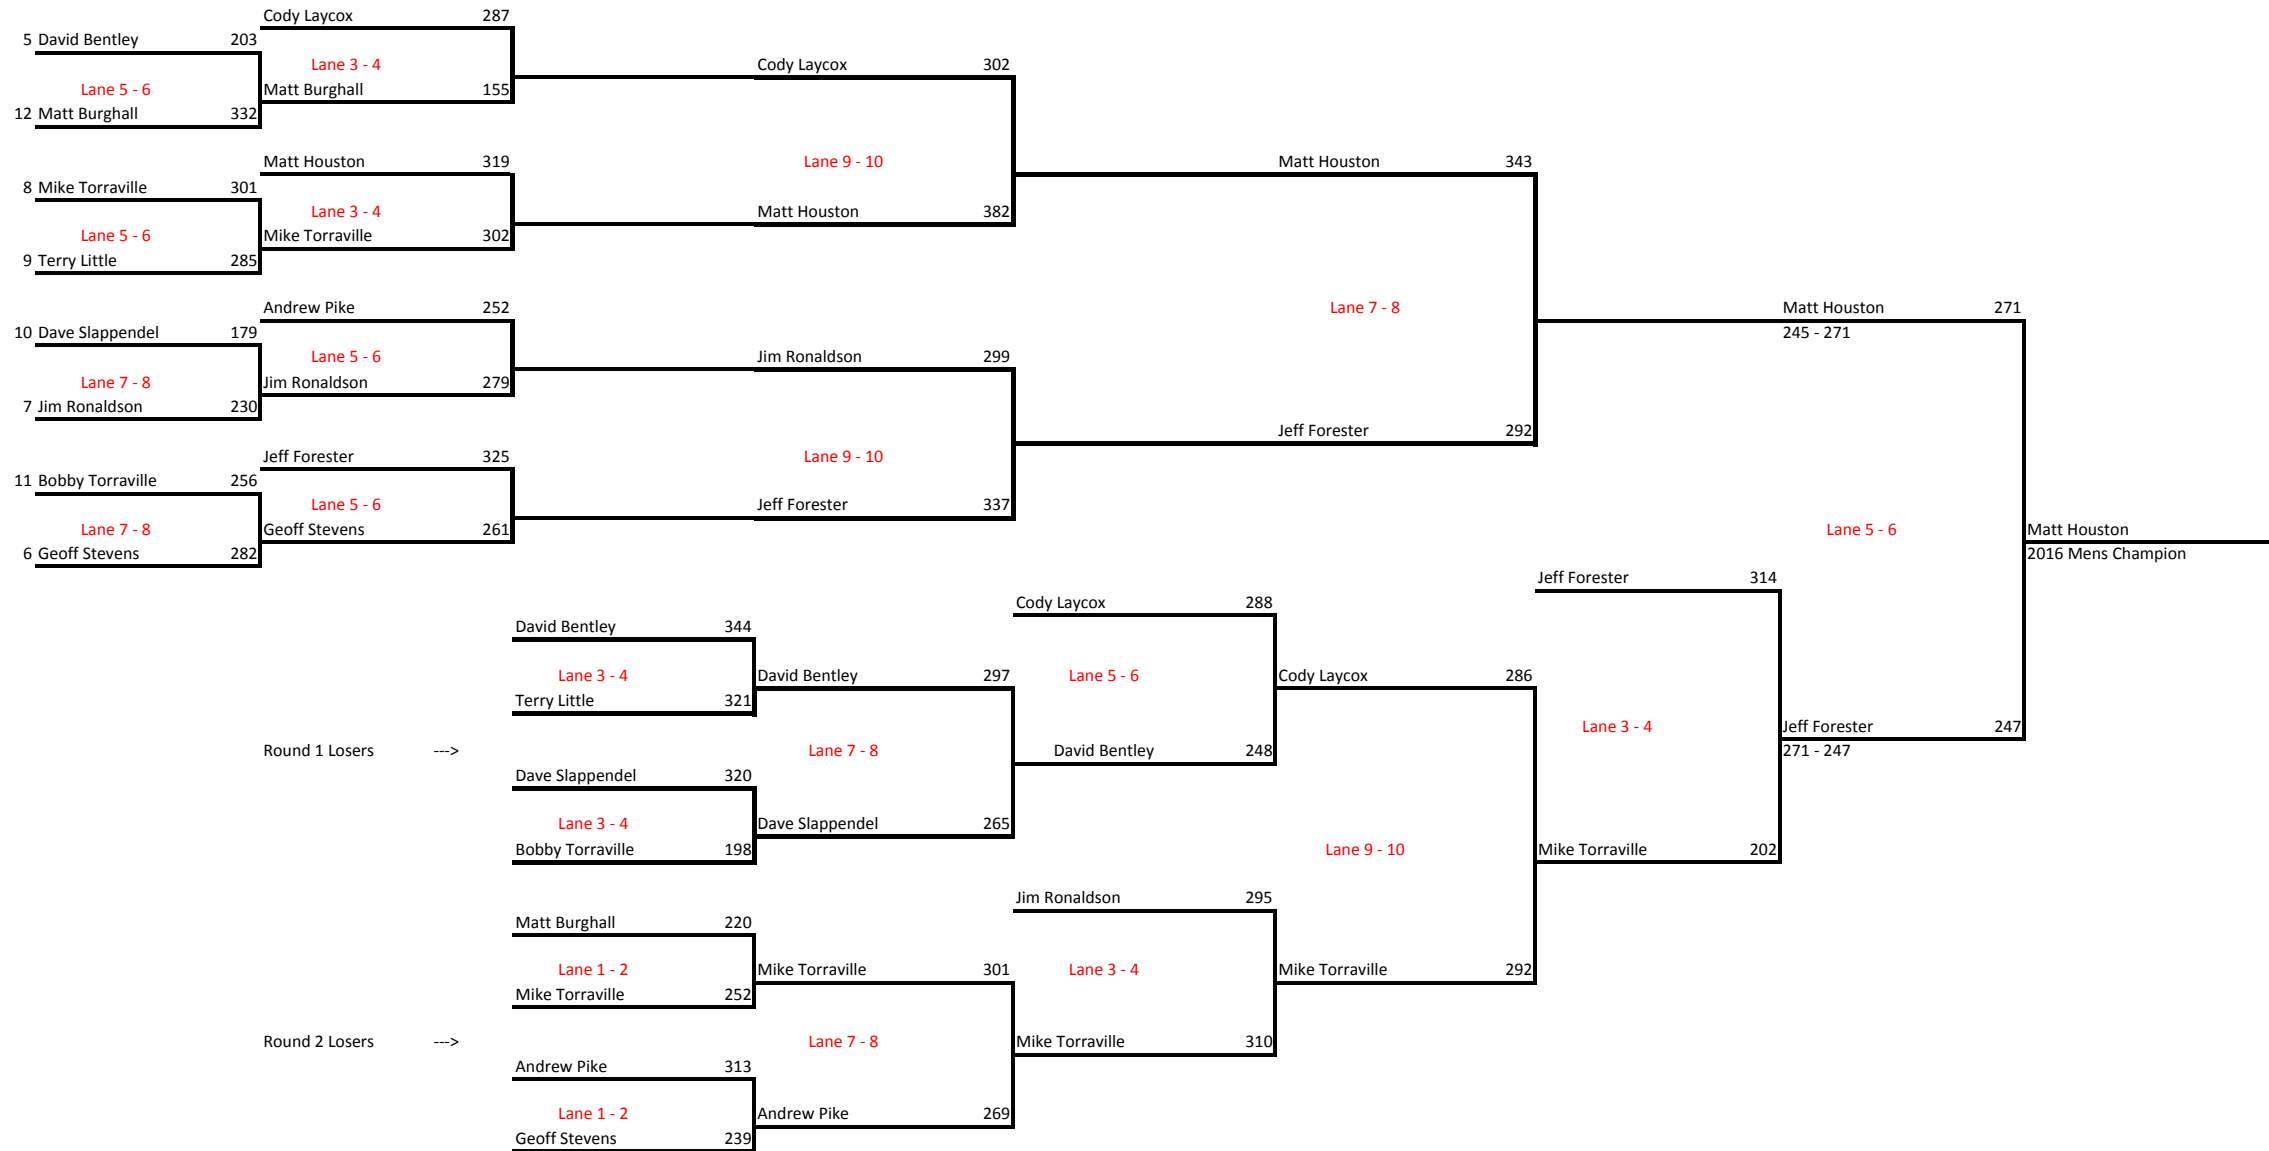 Cody Laycox 287
5 David Bentley 203
Lane 3 - 4
Cody Laycox 302
Lane 5 - 6
Matt Burghall 155
12 Matt Burghall 332
Matt Houston 319
Lane 9 - 10
Matt Houston 343
8 Mike Torraville 301
Lane 3 - 4
Matt Houston 382
Lane 5 - 6
Mike Torraville 302
9 Terry Little 285
Andrew Pike 252
Lane 7 - 8
Matt Houston 271
10 Dave Slappendel 179
245 - 271
Lane 5 - 6
Jim Ronaldson 299
Lane 7 - 8
Jim Ronaldson 279
7 Jim Ronaldson 230
Jeff Forester 292
Jeff Forester 325
Lane 9 - 10
11 Bobby Torraville 256
Lane 5 - 6
Jeff Forester 337
Lane 7 - 8
Geoff Stevens 261
Lane 5 - 6
Matt Houston
6 Geoff Stevens 282
2016 Mens Champion
Jeff Forester 314
Cody Laycox 288
David Bentley 344
Lane 3 - 4
David Bentley 297
Lane 5 - 6
Cody Laycox 286
Terry Little 321
Lane 3 - 4
Jeff Forester 247
Round 1 Losers --->
Lane 7 - 8
David Bentley 248
271 - 247
Dave Slappendel 320
Lane 3 - 4
Dave Slappendel 265
Bobby Torraville 198
Lane 9 - 10
Mike Torraville 202
Jim Ronaldson 295
Matt Burghall 220
Lane 1 - 2
Mike Torraville 301
Lane 3 - 4
Mike Torraville 292
Mike Torraville 252
Round 2 Losers --->
Lane 7 - 8
Mike Torraville 310
Andrew Pike 313
Lane 1 - 2
Andrew Pike 269
Geoff Stevens 239